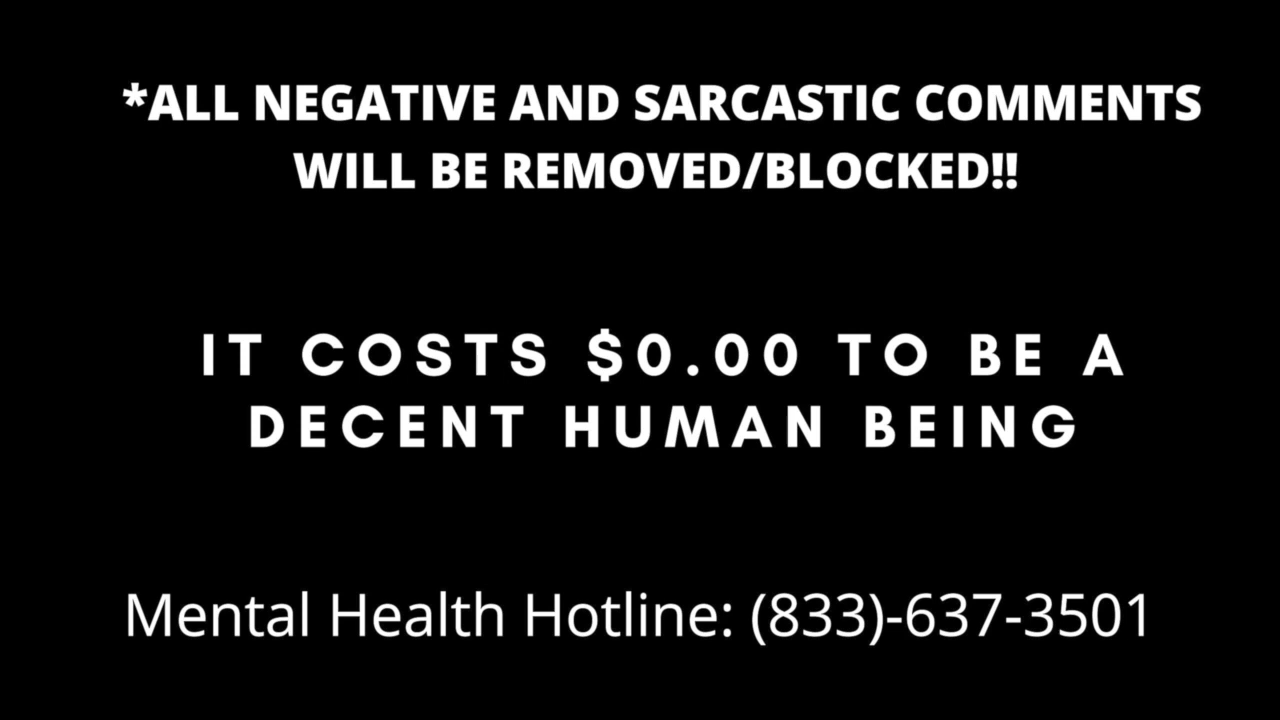 *ALL NEGATIVE AND SARCASTIC COMMENTS
WILL BE REMOVED/BLOCKED!!
IT COSTS $0.00 TO BE A
DECENT HUMAN BEING
Mental Health Hotline: (833)-637-3501